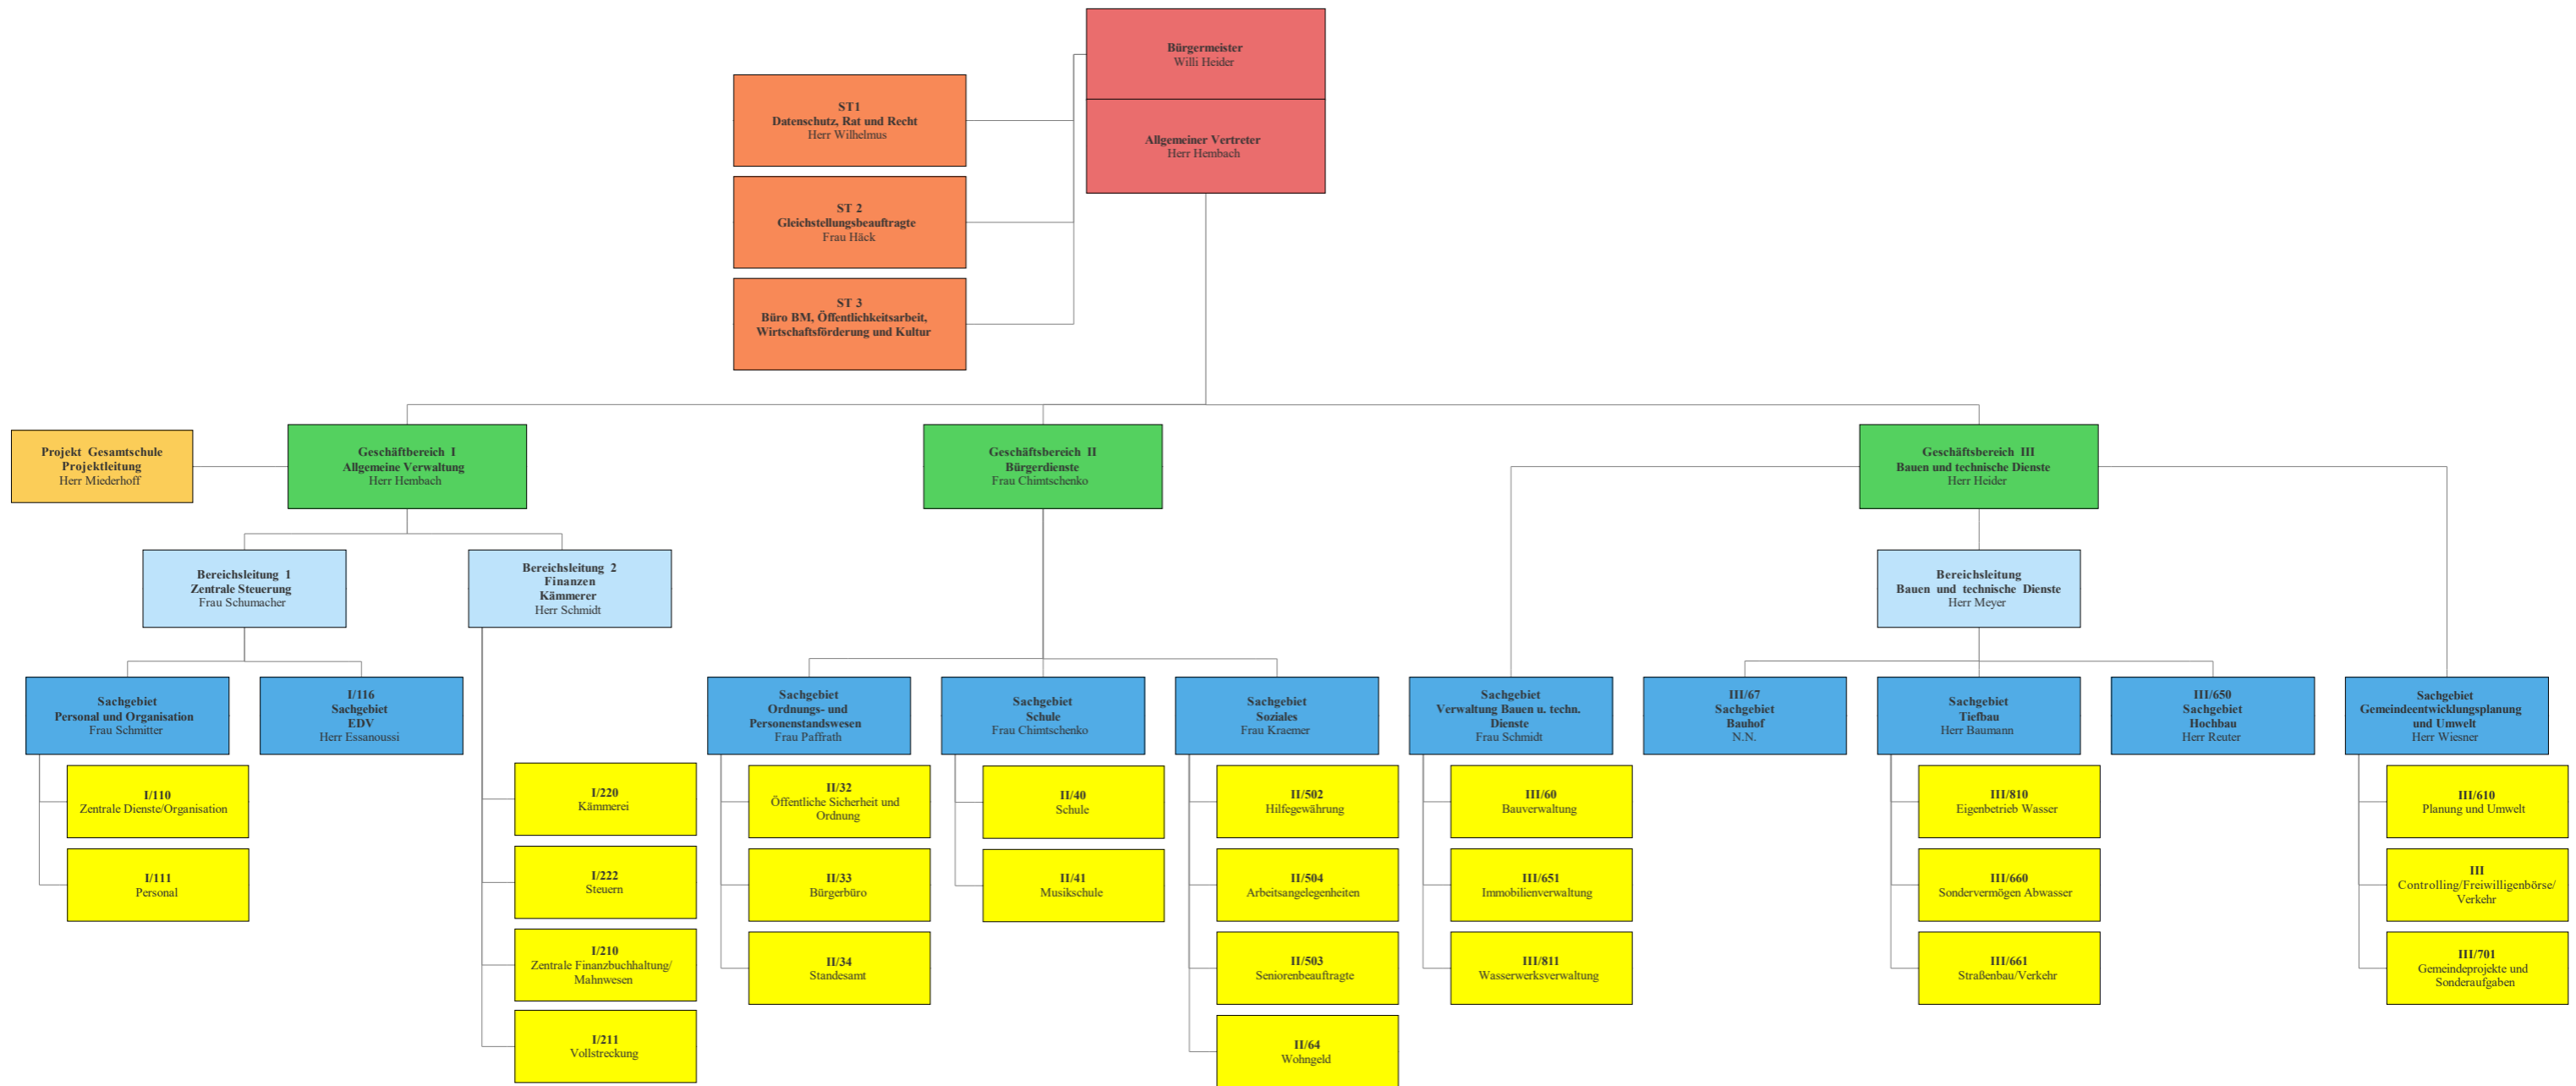 Bürgermeister
Willi Heider
Allgemeiner Vertreter
Herr Hembach
ST1
Datenschutz, Rat und Recht
Herr Wilhelmus
ST 2
Gleichstellungsbeauftragte
Frau Häck
ST 3
Büro BM, Öffentlichkeitsarbeit,
Wirtschaftsförderung und Kultur
Projekt Gesamtschule
Projektleitung
Herr Miederhoff
Geschäftbereich I
Allgemeine Verwaltung
Herr Hembach
Geschäftsbereich II
Bürgerdienste
Frau Chimtschenko
Geschäftsbereich III
Bauen und technische Dienste
Herr Heider
Bereichsleitung 1
Zentrale Steuerung
Frau Schumacher
Bereichsleitung 2
Finanzen
Kämmerer
Herr Schmidt
Bereichsleitung
Bauen und technische Dienste
Herr Meyer
Sachgebiet
Personal und Organisation
Frau Schmitter
I/116
Sachgebiet
EDV
Herr Essanoussi
Sachgebiet
Ordnungs- und
Personenstandswesen
Frau Paffrath
Sachgebiet
Schule
Frau Chimtschenko
Sachgebiet
Soziales
Frau Kraemer
Sachgebiet
Verwaltung Bauen u. techn.
Dienste
Frau Schmidt
III/67
Sachgebiet
Bauhof
N.N.
Sachgebiet
Tiefbau
Herr Baumann
III/650
Sachgebiet
Hochbau
Herr Reuter
Sachgebiet
Gemeindeentwicklungsplanung
und Umwelt
Herr Wiesner
I/110
Zentrale Dienste/Organisation
I/111
Personal
I/220
Kämmerei
I/222
Steuern
I/210
Zentrale Finanzbuchhaltung/
Mahnwesen
I/211
Vollstreckung
II/32
Öffentliche Sicherheit und
Ordnung
II/33
Bürgerbüro
II/34
Standesamt
II/40
Schule
II/41
Musikschule
II/502
Hilfegewährung
II/504
Arbeitsangelegenheiten
II/503
Seniorenbeauftragte
II/64
Wohngeld
III/60
Bauverwaltung
III/651
Immobilienverwaltung
III/811
Wasserwerksverwaltung
III/810
Eigenbetrieb Wasser
III/660
Sondervermögen Abwasser
III/661
Straßenbau/Verkehr
III/610
Planung und Umwelt
III
Controlling/Freiwilligenbörse/
Verkehr
III/701
Gemeindeprojekte und
Sonderaufgaben